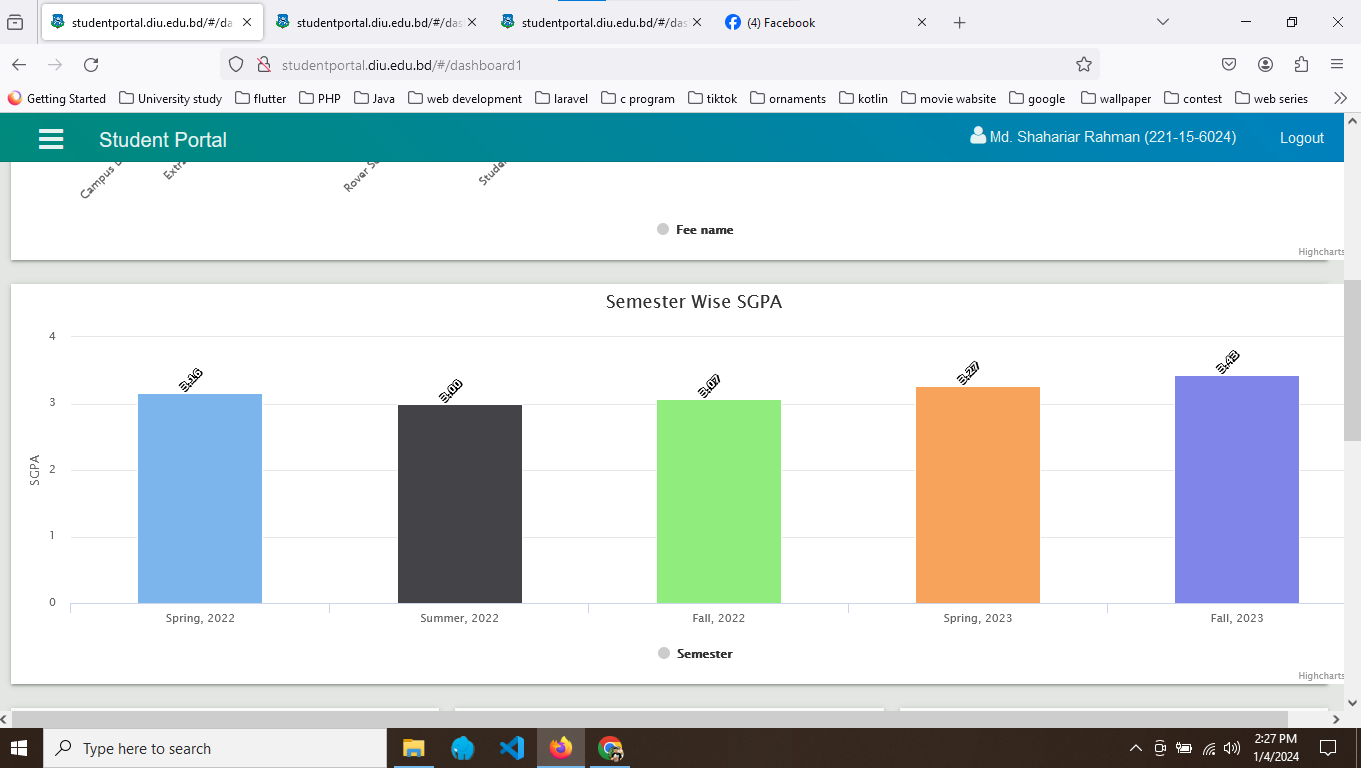 studentportal.diu.edu.bd/#/da
studentportal.diu.edu.bd/#/das
studentportal.diu.edu.bd/#/das
(4) Facebook
studentportal.diu.edu.bd/#/dashboard1
Getting Started
University study
flutter
PHP
Java
web development
laravel
c program
tiktok
ornaments
kotlin
movie wabsite
google
wallpaper
contest
web series
Student Portal
Md. Shahariar Rahman (221-15-6024)
Logout
Campus
Extra
Rover
Studen
Fee name
Highcharts
Semester Wise SGPA
SGPA
4
3
2
1
0
3.16
3.00
3.07
3.27
3.43
Spring, 2022
Summer, 2022
Fall, 2022
Spring, 2023
Fall, 2023
Semester
Highcharts
Type here to search
2:27 PM
1/4/2024